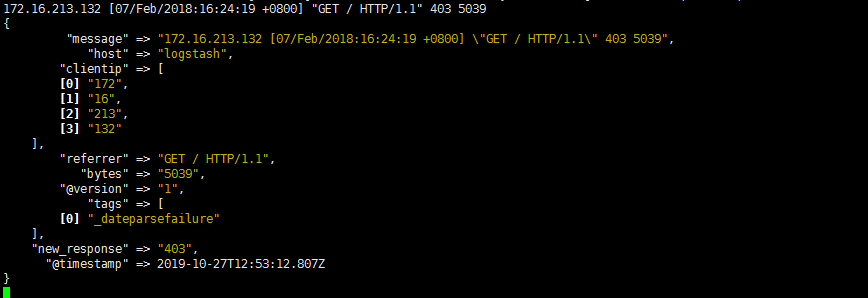 172.16.213.132 [07/Feb/2018:16:24:19 +0800] "GET / HTTP/1.1" 403 5039
{
"message" => "172.16.213.132 [07/Feb/2018:16:24:19 +0800] \"GET / HTTP/1.1\" 403 5039",
"host" => "logstash",
"clientip" => [
[0] "172",
[1] "16",
[2] "213",
[3] "132"
],
"referrer" => "GET / HTTP/1.1",
"bytes" => "5039",
"@version" => "1",
"tags" => [
[0] "_dateparsefailure"
],
"new_response" => "403",
"@timestamp" => 2019-10-27T12:53:12.807Z
}